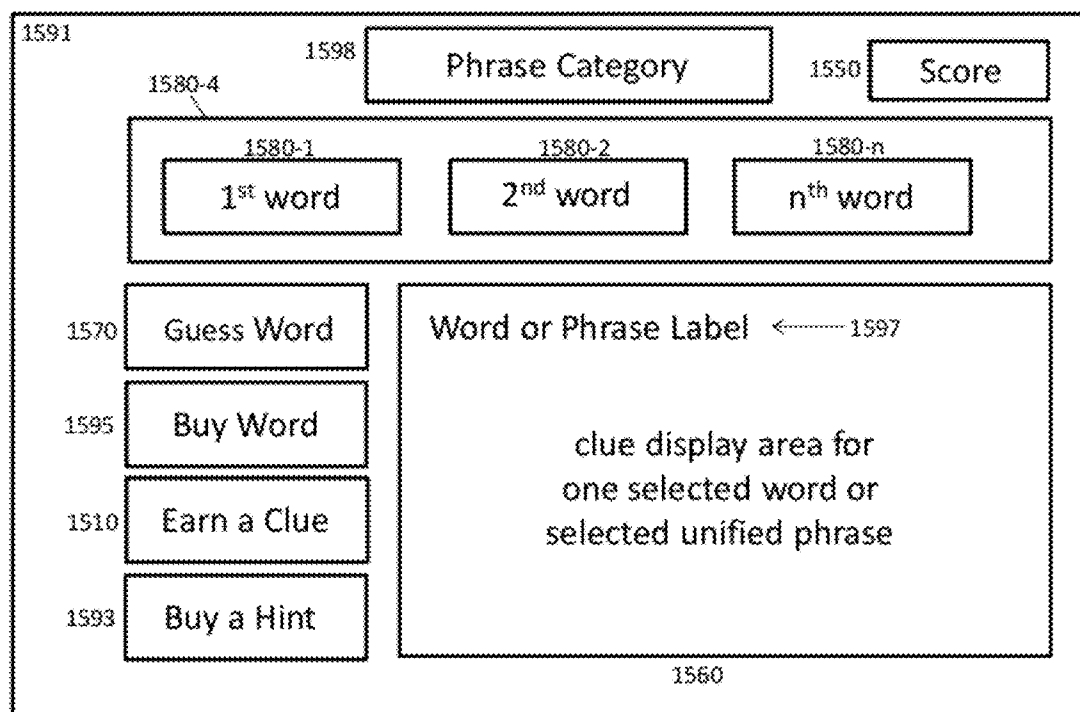 1591
1598
Phrase Category
1550
Score
1580-4
1580-1
1580-2
1580-n
1st word
2nd word
nth word
1570
Guess Word
Word or Phrase Label
1597
1595
Buy Word
clue display area for
one selected word or
selected unified phrase
1510
Earn a Clue
1593
Buy a Hint
1560